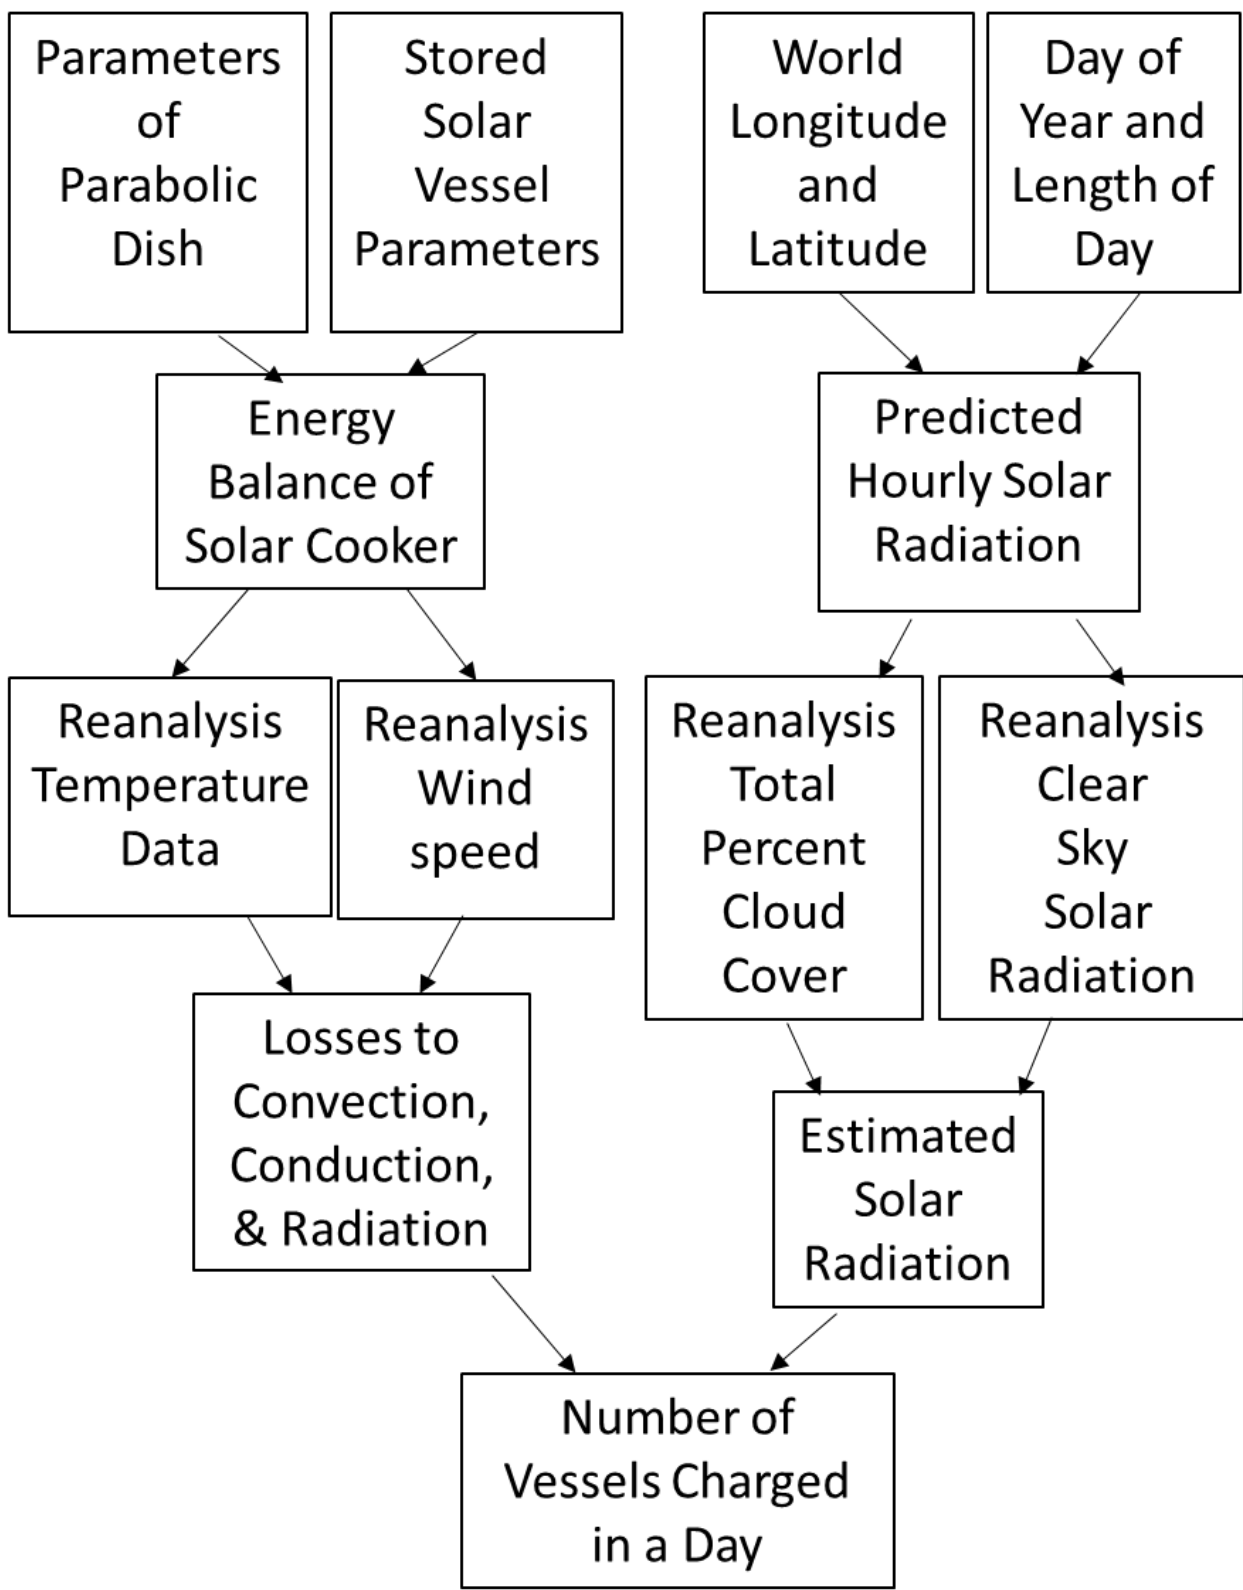 Parameters
of
Parabolic
Dish
Stored
Solar
Vessel
Parameters
World
Longitude
and
Latitude
Day of
Year and
Length of
Day
Energy
Balance of
Solar Cooker
Predicted
Hourly Solar
Radiation
Reanalysis
Temperature
Data
Reanalysis
Wind
speed
Reanalysis
Total
Percent
Cloud
Cover
Reanalysis
Clear
Sky
Solar
Radiation
Losses to
Convection,
Conduction,
& Radiation
Estimated
Solar
Radiation
Number of
Vessels Charged
in a Day